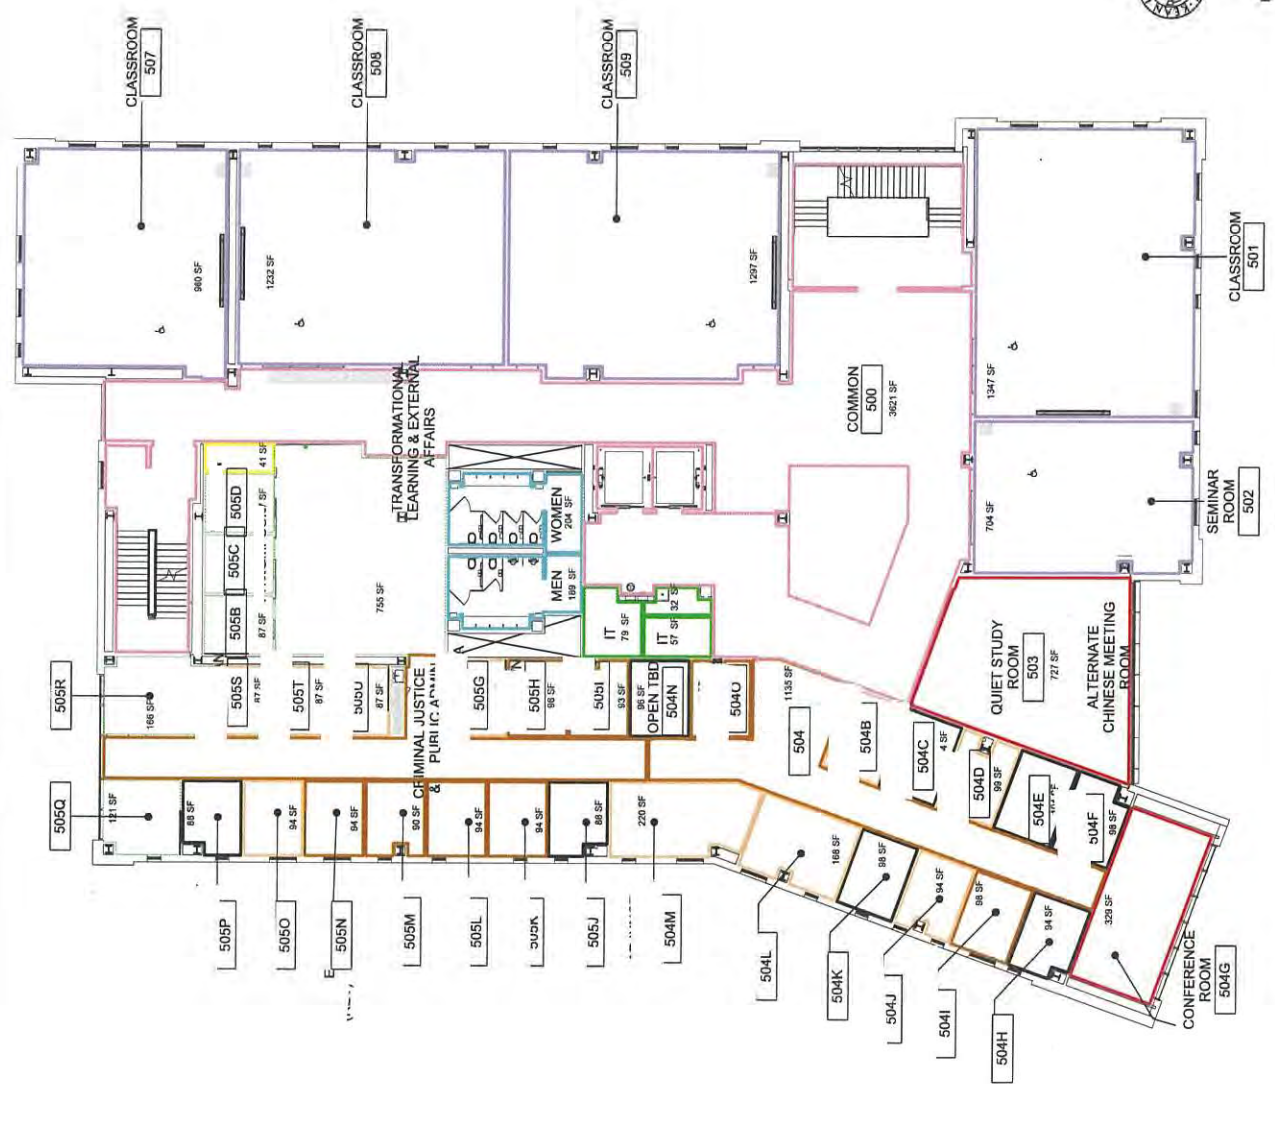 KEAN
CLASSROOM
507
CLASSROOM
508
CLASSROOM
509
960 SF
1232 SF
1297 SF
CLASSROOM
501
1347 SF
COMMON
500
3621 SF
SEMINAR
ROOM
502
704 SF
TRANSFORMATIONAL
LEARNING & EXTERNAL
AFFAIRS
41 SF
505D
505C
505B
87 SF
755 SF
WOMEN
204 SF
MEN
189 SF
IT
79 SF
32 SF
IT
57 SF
QUIET STUDY
ROOM
503
727 SF
ALTERNATE
CHINESE MEETING
ROOM
505R
166 SF
505S
87 SF
505T
87 SF
505U
87 SF
CRIMINAL JUSTICE
&
505G
505H
98 SF
505I
93 SF
96 SF
OPEN TBD
504N
504O
1135 SF
504
504B
504C
4 SF
504D
99 SF
504E
504F
98 SF
505Q
121 SF
88 SF
94 SF
94 SF
90 SF
94 SF
94 SF
88 SF
220 SF
168 SF
98 SF
94 SF
98 SF
94 SF
329 SF
505P
505O
505N
505M
505L
505K
505J
504M
504L
504K
504J
504I
504H
CONFERENCE
ROOM
504G